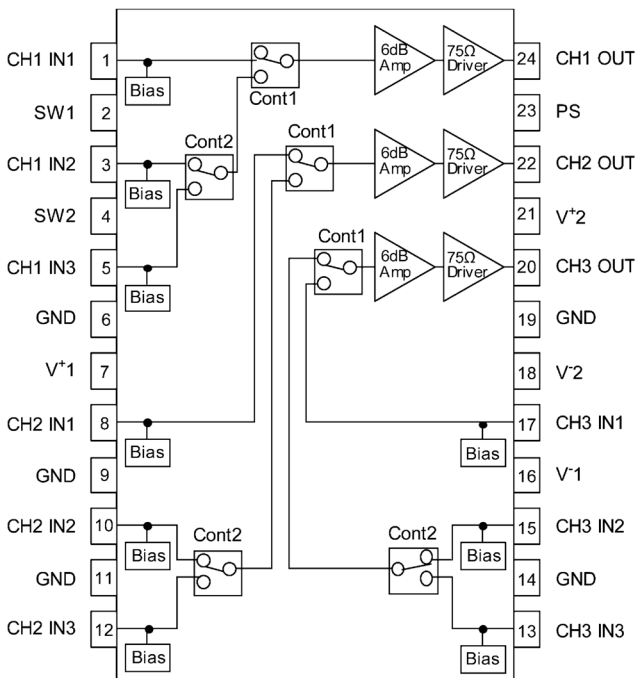 CH1 IN1 1 Bias Cont1 6dB Amp 75Ω Driver 24 CH1 OUT
SW1 2 23 PS
CH1 IN2 3 Bias Cont2 Cont1 6dB Amp 75Ω Driver 22 CH2 OUT
SW2 4 21 V+2
CH1 IN3 5 Bias Cont1 6dB Amp 75Ω Driver 20 CH3 OUT
GND 6 19 GND
V+1 7 18 V-2
CH2 IN1 8 Bias Bias 17 CH3 IN1
GND 9 16 V-1
CH2 IN2 10 Bias Cont2 Cont2 Bias 15 CH3 IN2
GND 11 14 GND
CH2 IN3 12 Bias Bias 13 CH3 IN3